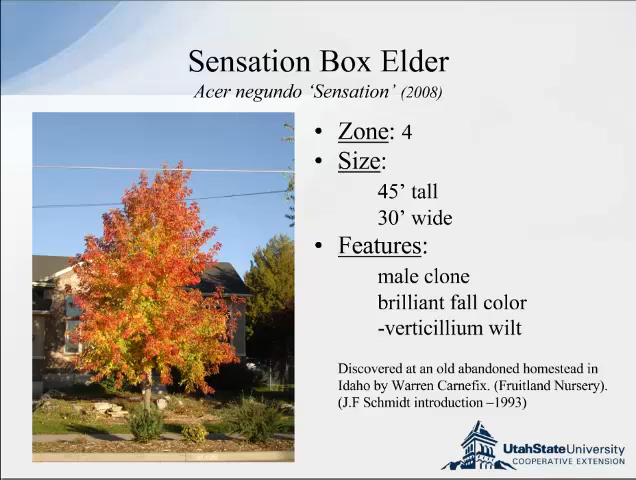 Sensation Box Elder
Acer negundo ‘Sensation’ (2008)
• Zone: 4
• Size:
45’ tall
30’ wide
• Features:
male clone
brilliant fall color
-verticillium wilt
Discovered at an old abandoned homestead in
Idaho by Warren Carnefix. (Fruitland Nursery).
(J.F Schmidt introduction –1993)
UtahStateUniversity
COOPERATIVE EXTENSION